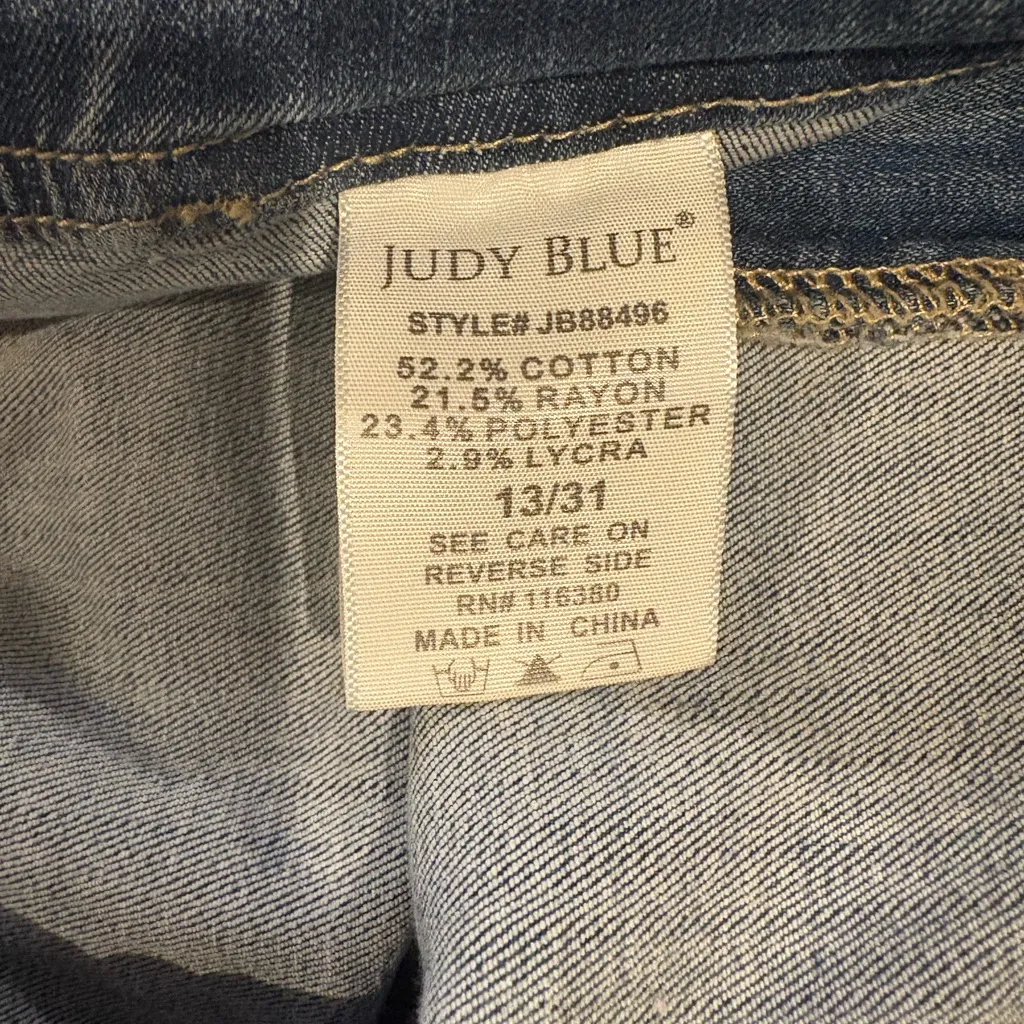 JUDY BLUE®
STYLE# JB88496
52.2% COTTON
21.5% RAYON
23.4% POLYESTER
2.9% LYCRA
13/31
SEE CARE ON
REVERSE SIDE
RN# 116380
MADE IN CHINA